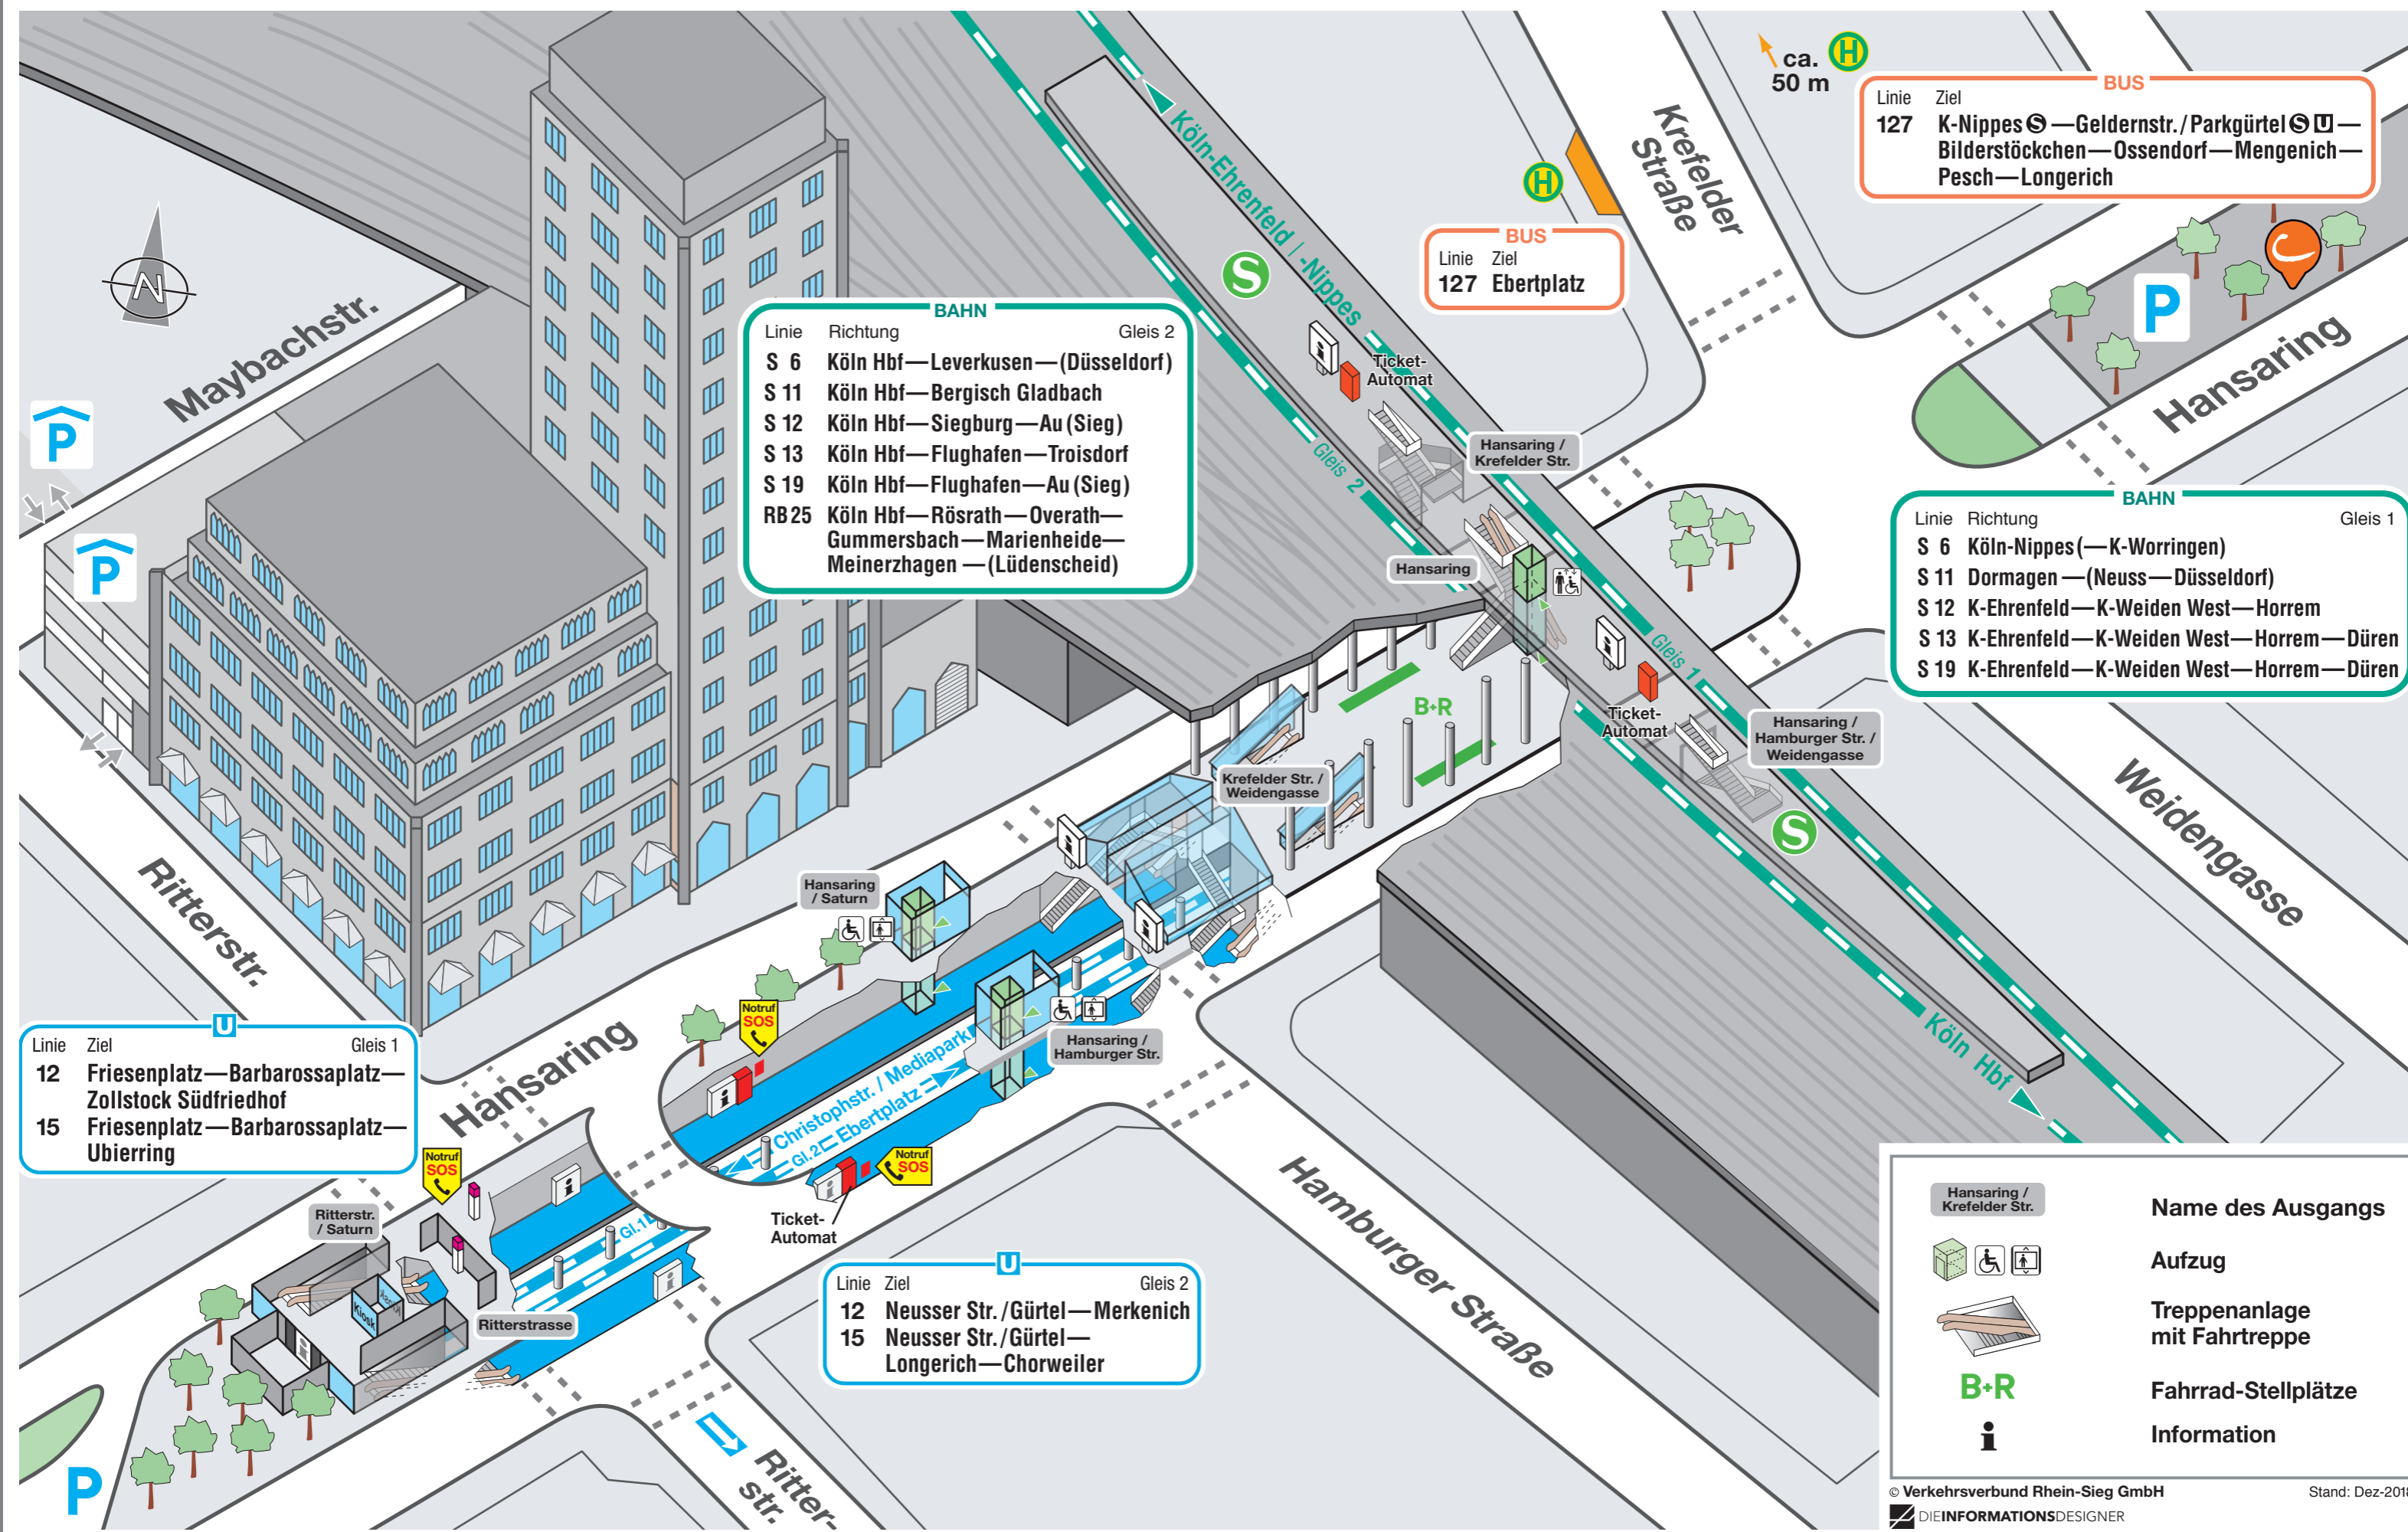 ca.
50 m
H
BUS
Linie Ziel
127 K-Nippes S —Geldernstr./Parkgürtel S U —
Bilderstöckchen—Ossendorf—Mengenich—
Pesch—Longerich
H
BUS
Linie Ziel
127 Ebertplatz
Krefelder
Straße
Köln-Ehrenfeld / -Nippes
S
N
Maybachstr.
P
P
P
BAHN
Linie Richtung Gleis 2
S 6 Köln Hbf—Leverkusen—(Düsseldorf)
S 11 Köln Hbf—Bergisch Gladbach
S 12 Köln Hbf—Siegburg—Au (Sieg)
S 13 Köln Hbf—Flughafen—Troisdorf
S 19 Köln Hbf—Flughafen—Au (Sieg)
RB 25 Köln Hbf—Rösrath—Overath—
Gummersbach—Marienheide—
Meinerzhagen —(Lüdenscheid)
i
Ticket-
Automat
Gleis 2
Hansaring /
Krefelder Str.
Hansaring
Hansaring
BAHN
Linie Richtung Gleis 1
S 6 Köln-Nippes(—K-Worringen)
S 11 Dormagen —(Neuss—Düsseldorf)
S 12 K-Ehrenfeld—K-Weiden West—Horrem
S 13 K-Ehrenfeld—K-Weiden West—Horrem—Düren
S 19 K-Ehrenfeld—K-Weiden West—Horrem—Düren
i
Gleis 1
Ticket-
Automat
B+R
Hansaring /
Hamburger Str. /
Weidengasse
S
Weidengasse
Krefelder Str. /
Weidengasse
i
i
Hansaring
/ Saturn
Ritterstr.
Hansaring
Notruf
SOS
i
Hansaring /
Hamburger Str.
Christophstr. / Mediapark
Gl.2 Ebertplatz
Notruf
SOS
i
Ticket-
Automat
Köln Hbf
U
Linie Ziel Gleis 1
12 Friesenplatz—Barbarossaplatz—
Zollstock Südfriedhof
15 Friesenplatz—Barbarossaplatz—
Ubierring
Notruf
SOS
i
Ritterstr.
/ Saturn
Gl.1
i
Kiosk
Kiosk
i
Ritterstrasse
U
Linie Ziel Gleis 2
12 Neusser Str./Gürtel—Merkenich
15 Neusser Str./Gürtel—
Longerich—Chorweiler
Hamburger Straße
Ritter-
str.
P
Hansaring /
Krefelder Str.
Name des Ausgangs
Aufzug
Treppenanlage
mit Fahrtreppe
B+R Fahrrad-Stellplätze
i Information
© Verkehrsverbund Rhein-Sieg GmbH Stand: Dez-2018
DIEINFORMATIONSDESIGNER